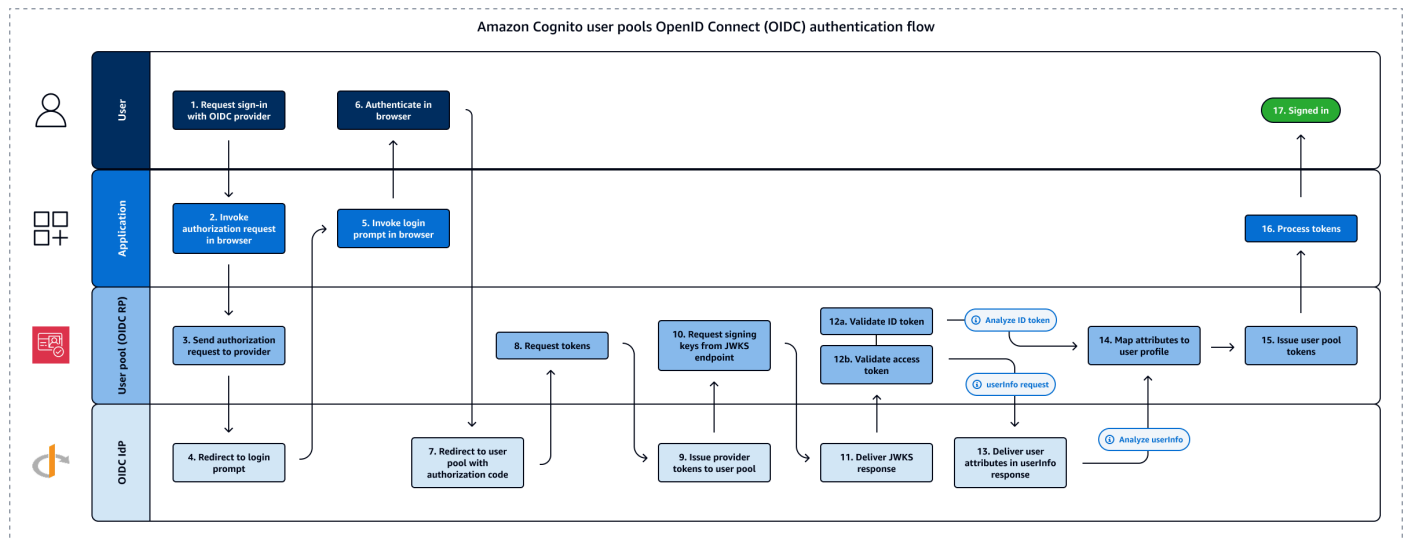 Amazon Cognito user pools OpenID Connect (OIDC) authentication flow
User
1. Request sign-in
with OIDC provider
6. Authenticate in
browser
17. Signed in
Application
2. Invoke
authorization request
in browser
5. Invoke login
prompt in browser
16. Process tokens
User pool (OIDC RP)
3. Send authorization
request to provider
8. Request tokens
10. Request signing
keys from JWKS
endpoint
12a. Validate ID token
12b. Validate access
token
Analyze ID token
userInfo request
14. Map attributes to
user profile
15. Issue user pool
tokens
OIDC IdP
4. Redirect to login
prompt
7. Redirect to user
pool with
authorization code
9. Issue provider
tokens to user pool
11. Deliver JWKS
response
13. Deliver user
attributes in userInfo
response
Analyze userInfo